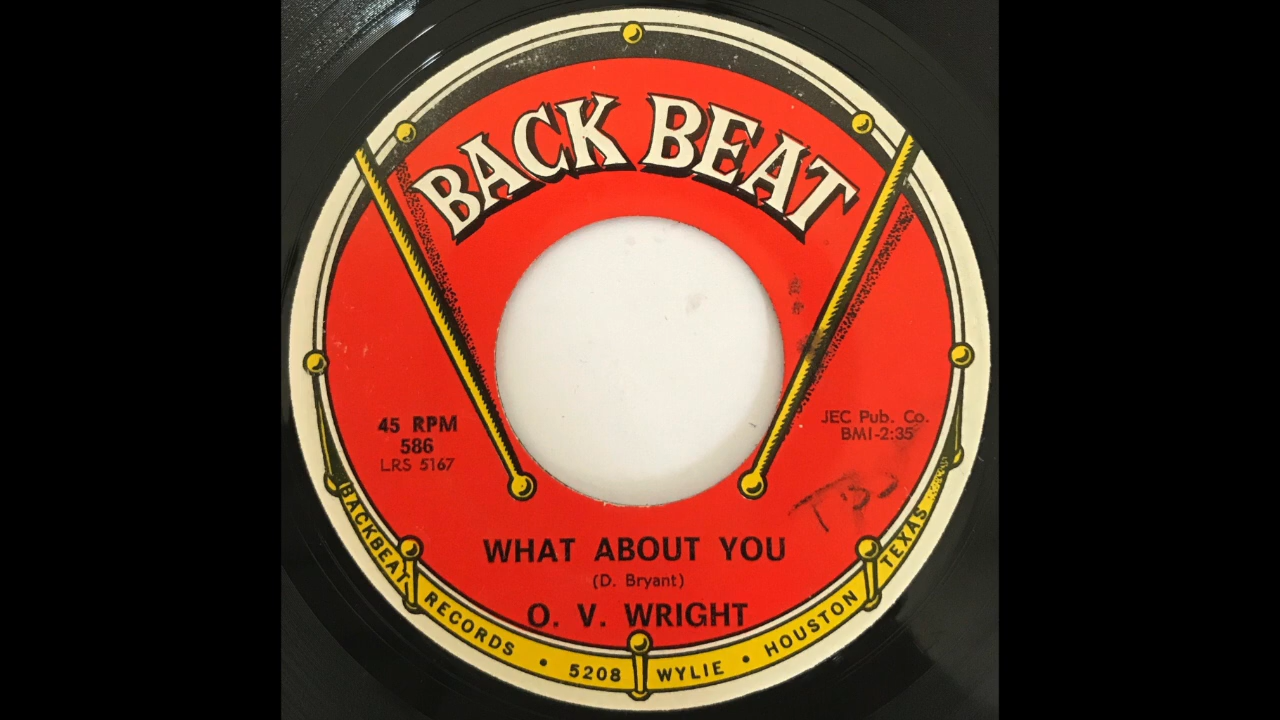 BACK BEAT
45 RPM
586
LRS 5167
JEC Pub. Co.
BMI-2:35
WHAT ABOUT YOU
(D. Bryant)
O. V. WRIGHT
BACKBEAT RECORDS • 5208 WYLIE • HOUSTON TEXAS